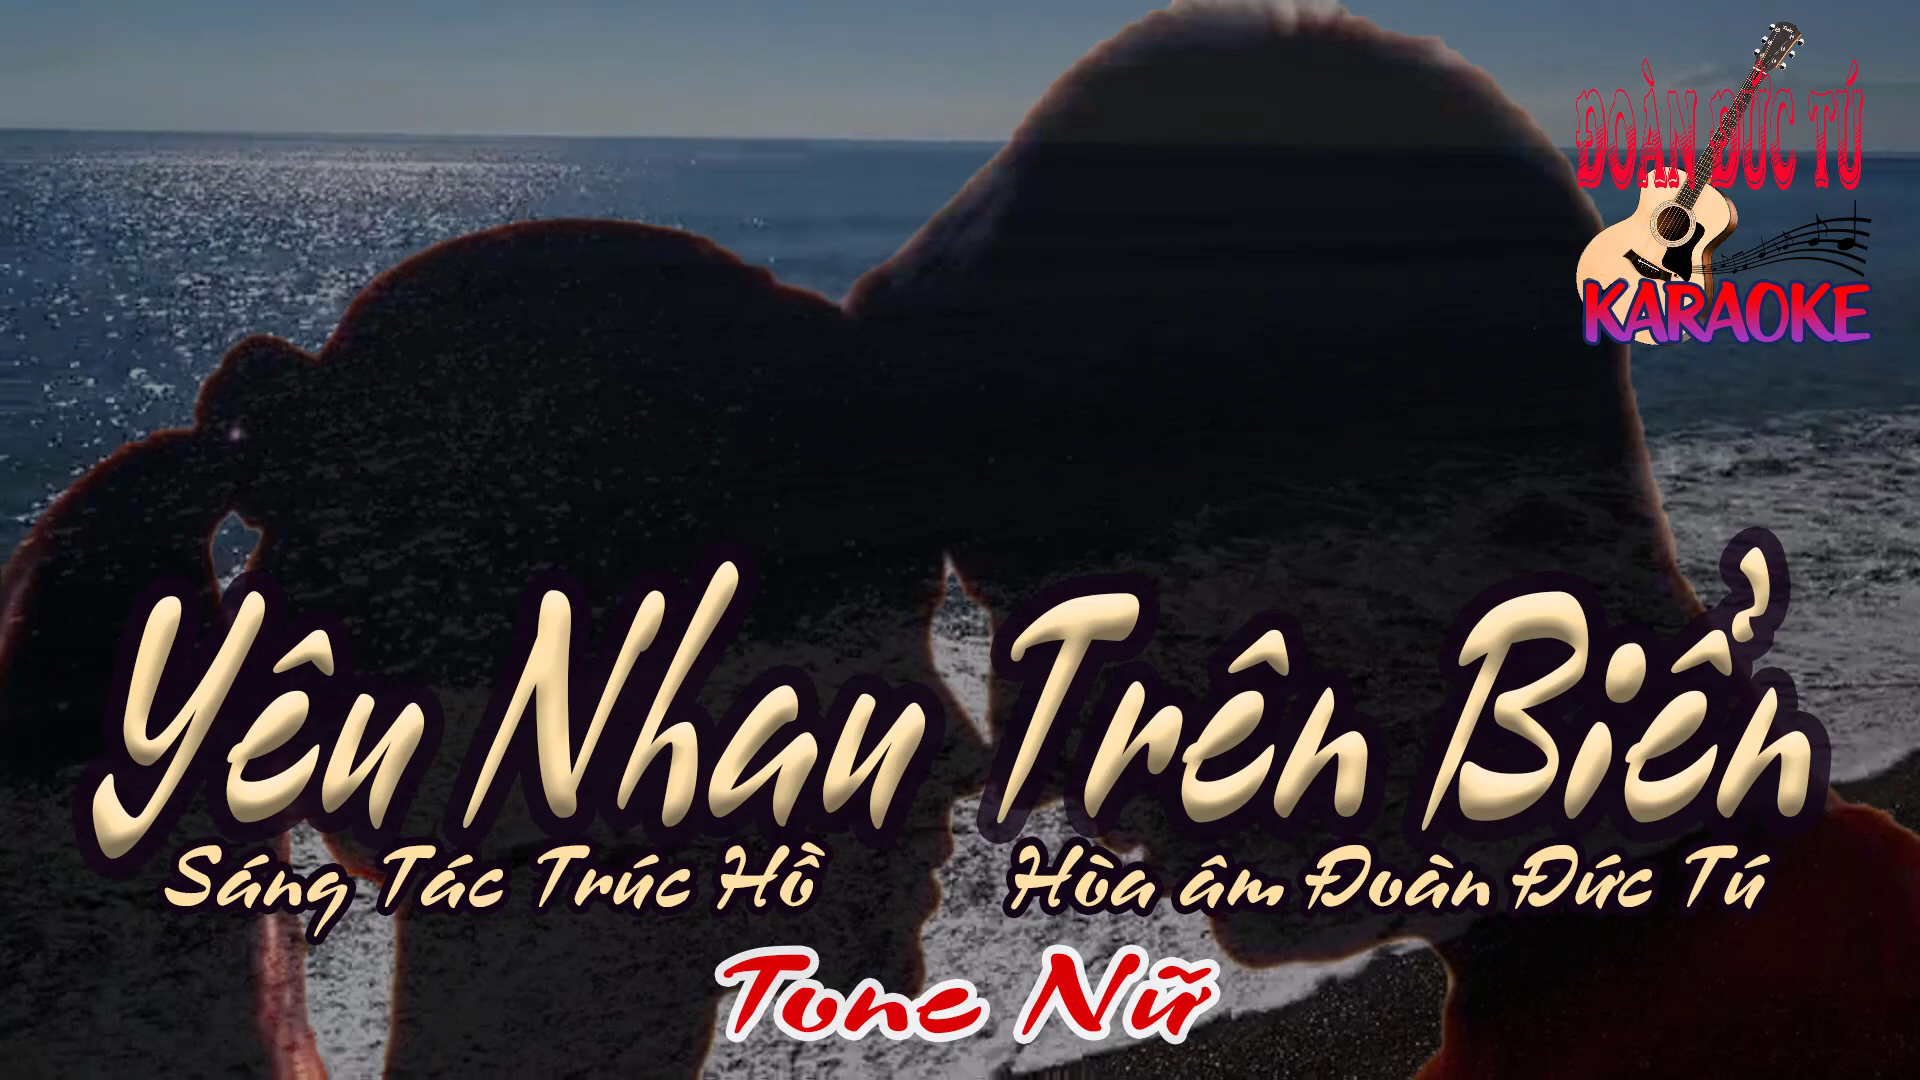 ĐOÀN ĐỨC TÚ
KARAOKE
Yêu Nhau Trên Biển
Sáng Tác Trúc Hồ
Hòa âm Đoàn Đức Tú
Tone Nữ